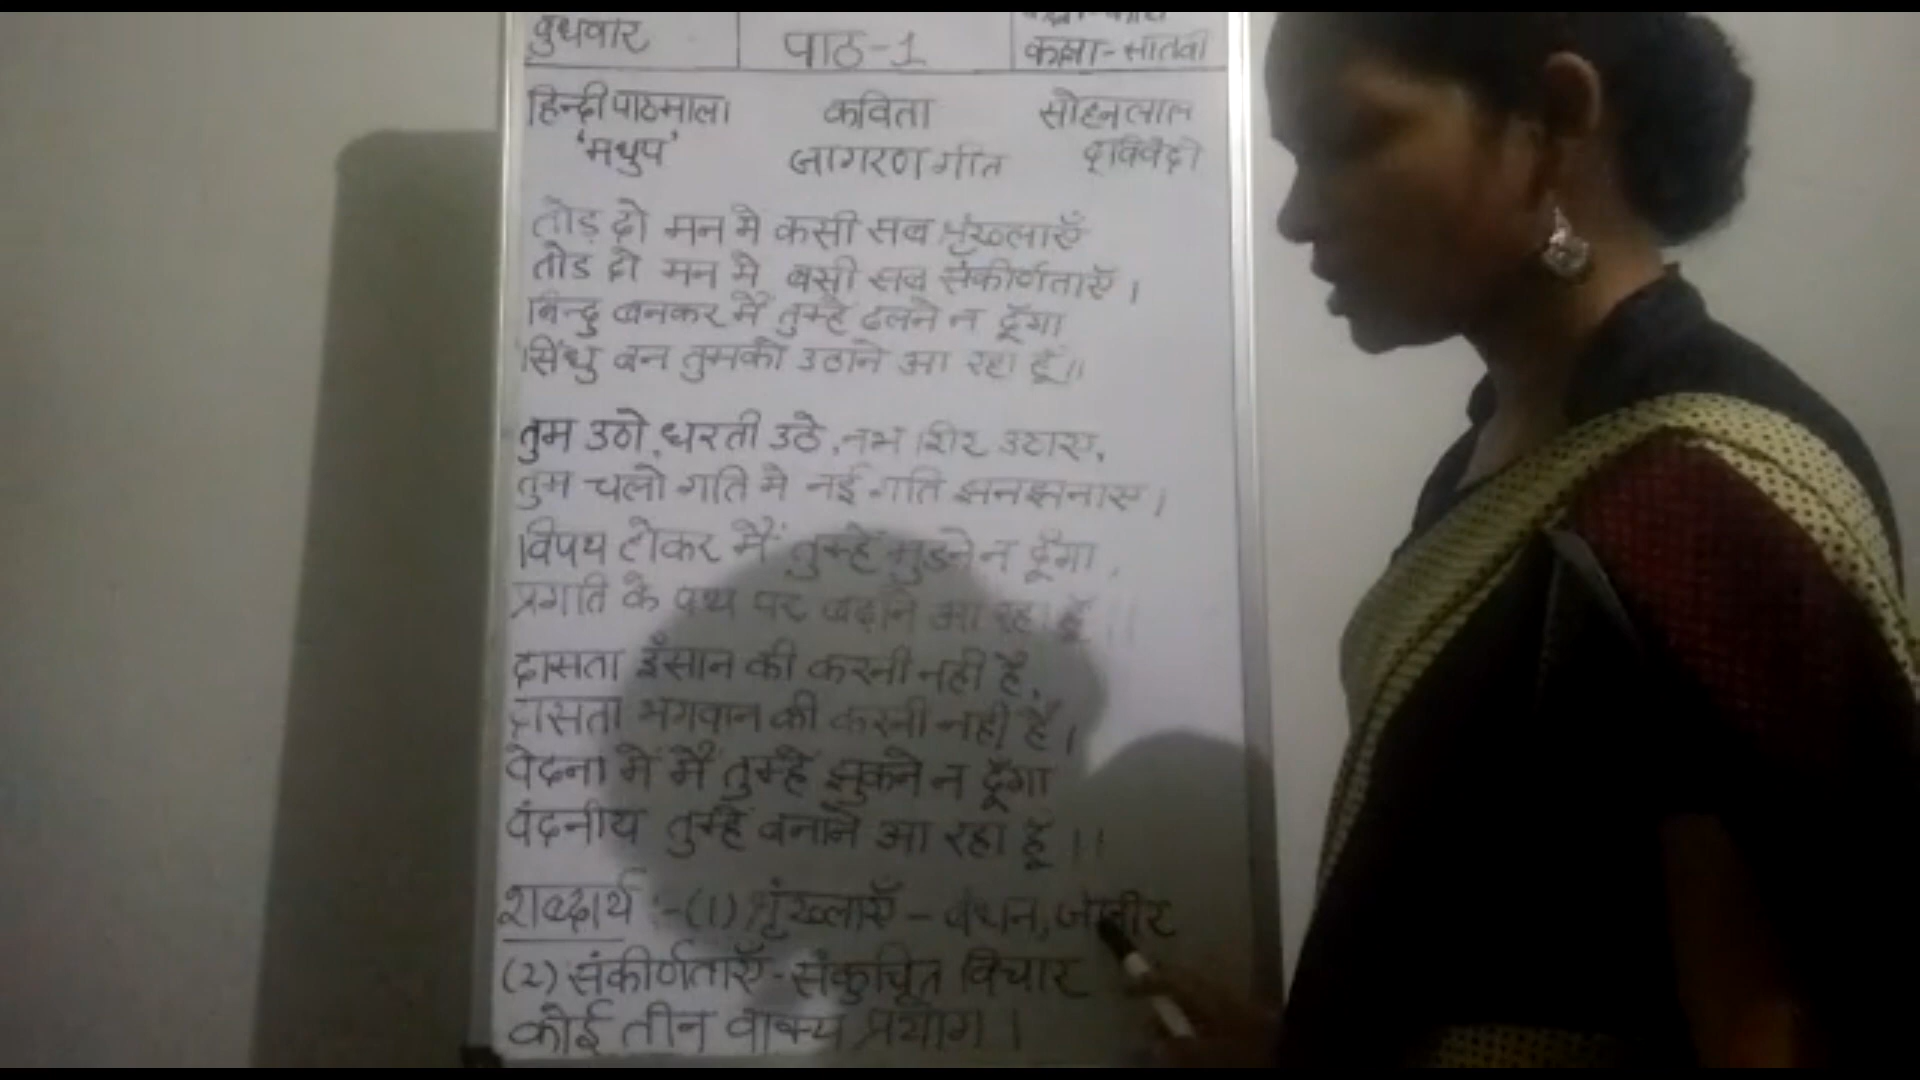 बुधवार पाठ-1
कक्षा- सातवीं
हिन्दी पाठमाला कविता सोहनलाल
'मधुप' जागरण गीत द्विवेदी
तोड़ दो मन मे कसी सब श्रृंख्लाएँ
तोड दो मन मे बसी सब संकीर्णताएँ।
बिन्दु बनकर मैं तुम्हे ढलने न दूँगा
सिंधु बन तुमको उठाने आ रहा हूँ।।
तुम उठो, धरती उठे, नभ शिर उठाए,
तुम चलो गति मे नई गति झनझनाए।
विपथ होकर मैं तुम्हें मुडने न दूँगा,
प्रगति के पथ पर बढ़ाने आ रहा हूँ।।
दासता इँसान की करनी नही है,
दासता भगवान की करनी नही है।
वेदना में मैं तुम्हें झुकने न दूँगा
वंदनीय तुम्हें बनाने आ रहा हूँ।।
शब्दार्थ :-(1) श्रृंख्लाएँ - बंधन, जंजीर
(2) संकीर्णताएँ - संकुचित विचार
कोई तीन वाक्य प्रयोग।